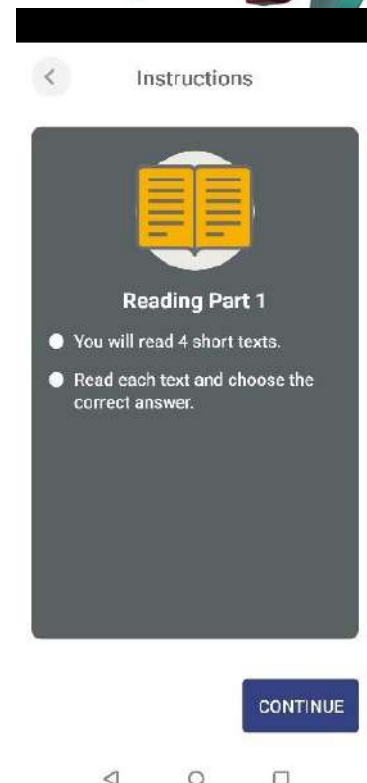 Instructions
Reading Part 1
You will read 4 short texts.
Read each text and choose the
correct answer.
CONTINUE